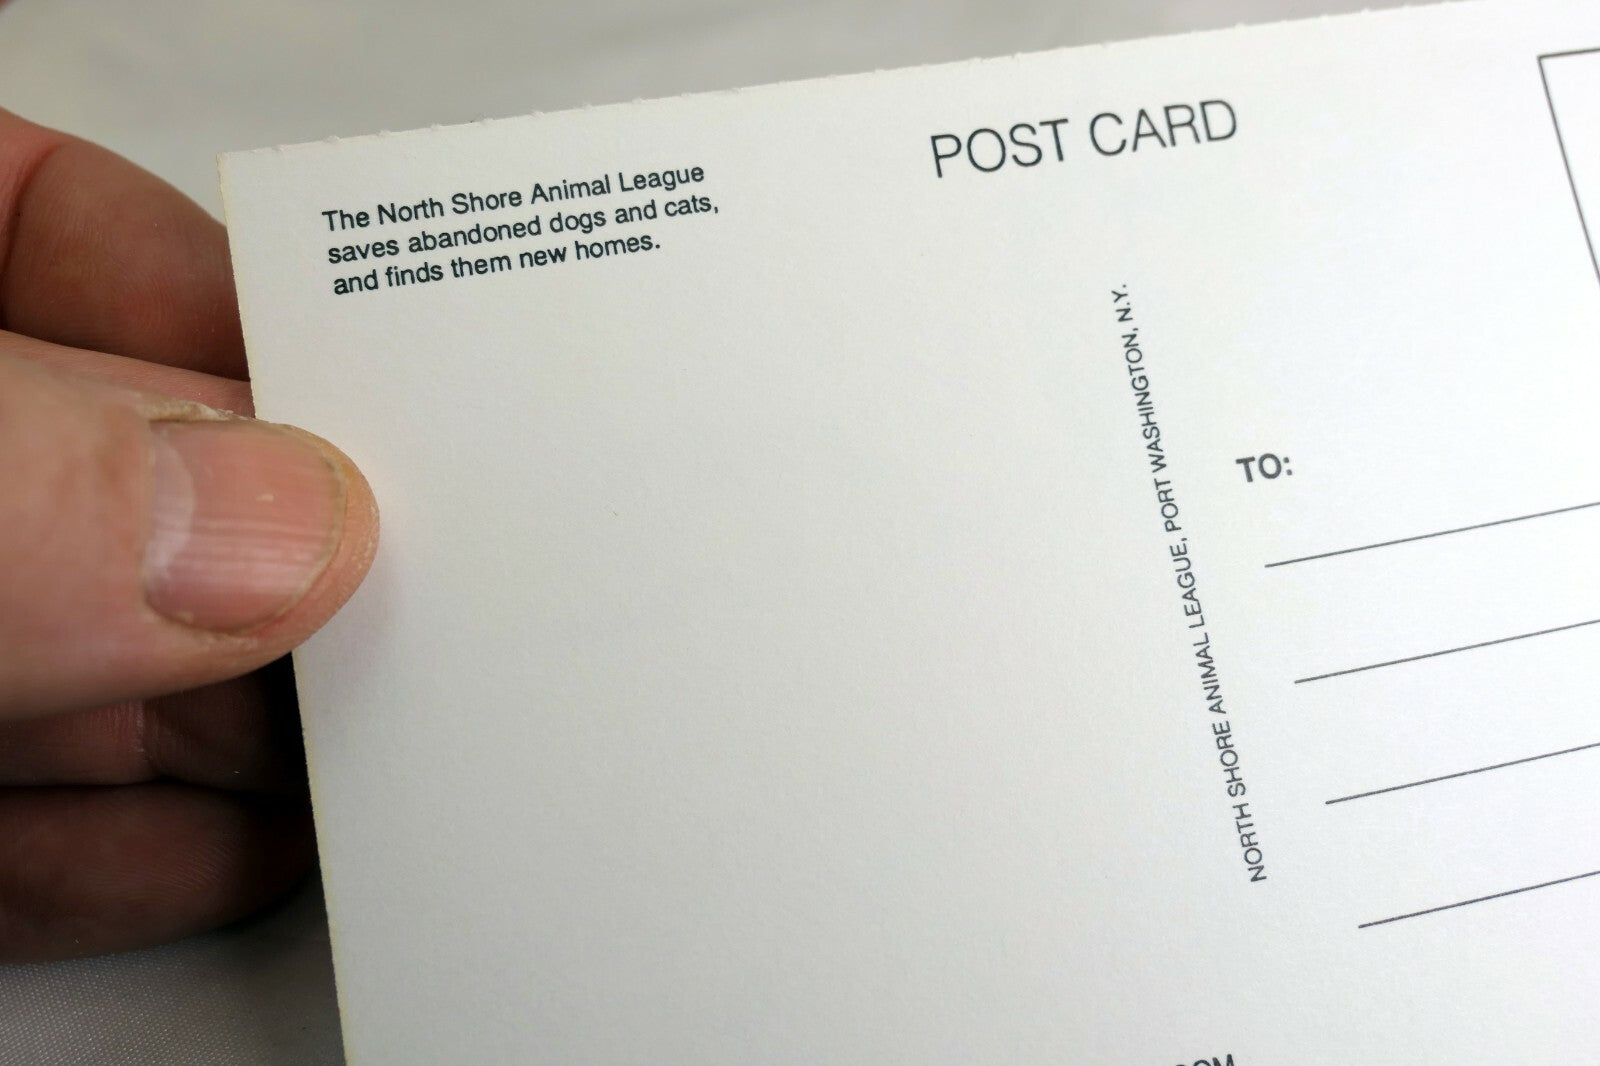 The North Shore Animal League
saves abandoned dogs and cats,
and finds them new homes.
POST CARD
NORTH SHORE ANIMAL LEAGUE, PORT WASHINGTON, N.Y.
TO: